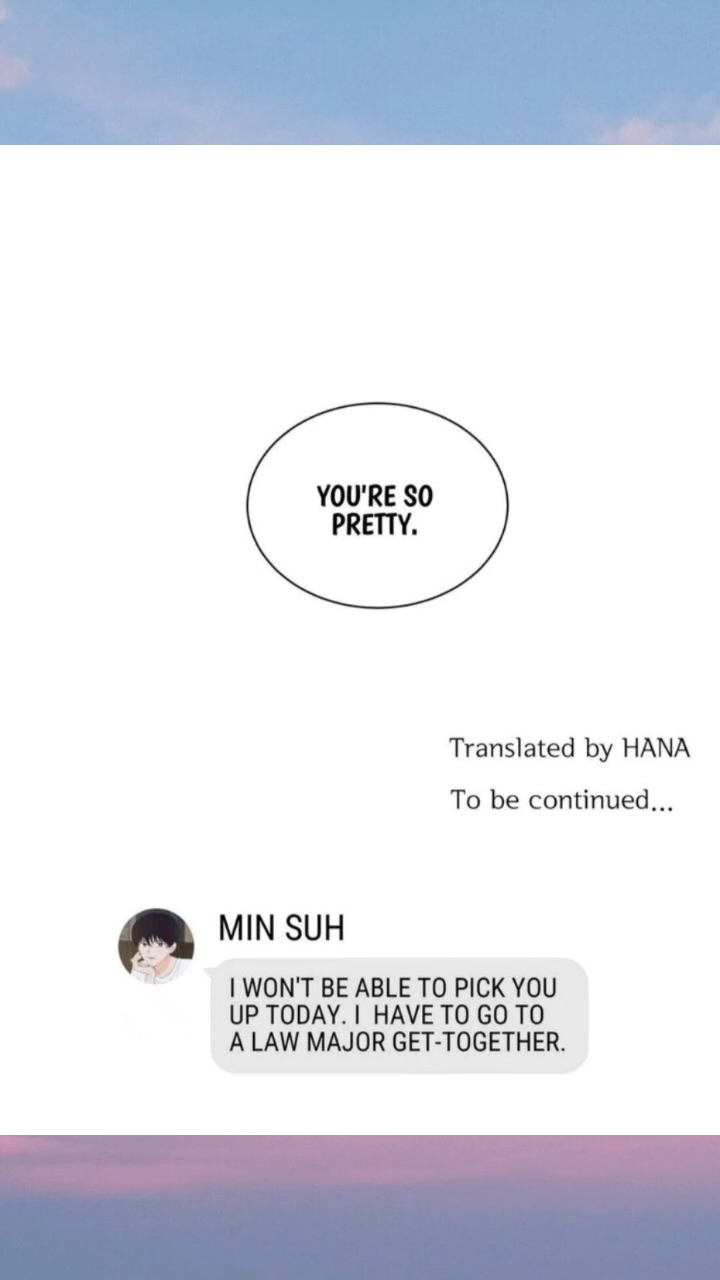 YOU'RE SO
PRETTY.
Translated by HANA
To be continued...
MIN SUH
I WON'T BE ABLE TO PICK YOU
UP TODAY. I HAVE TO GO TO
A LAW MAJOR GET-TOGETHER.